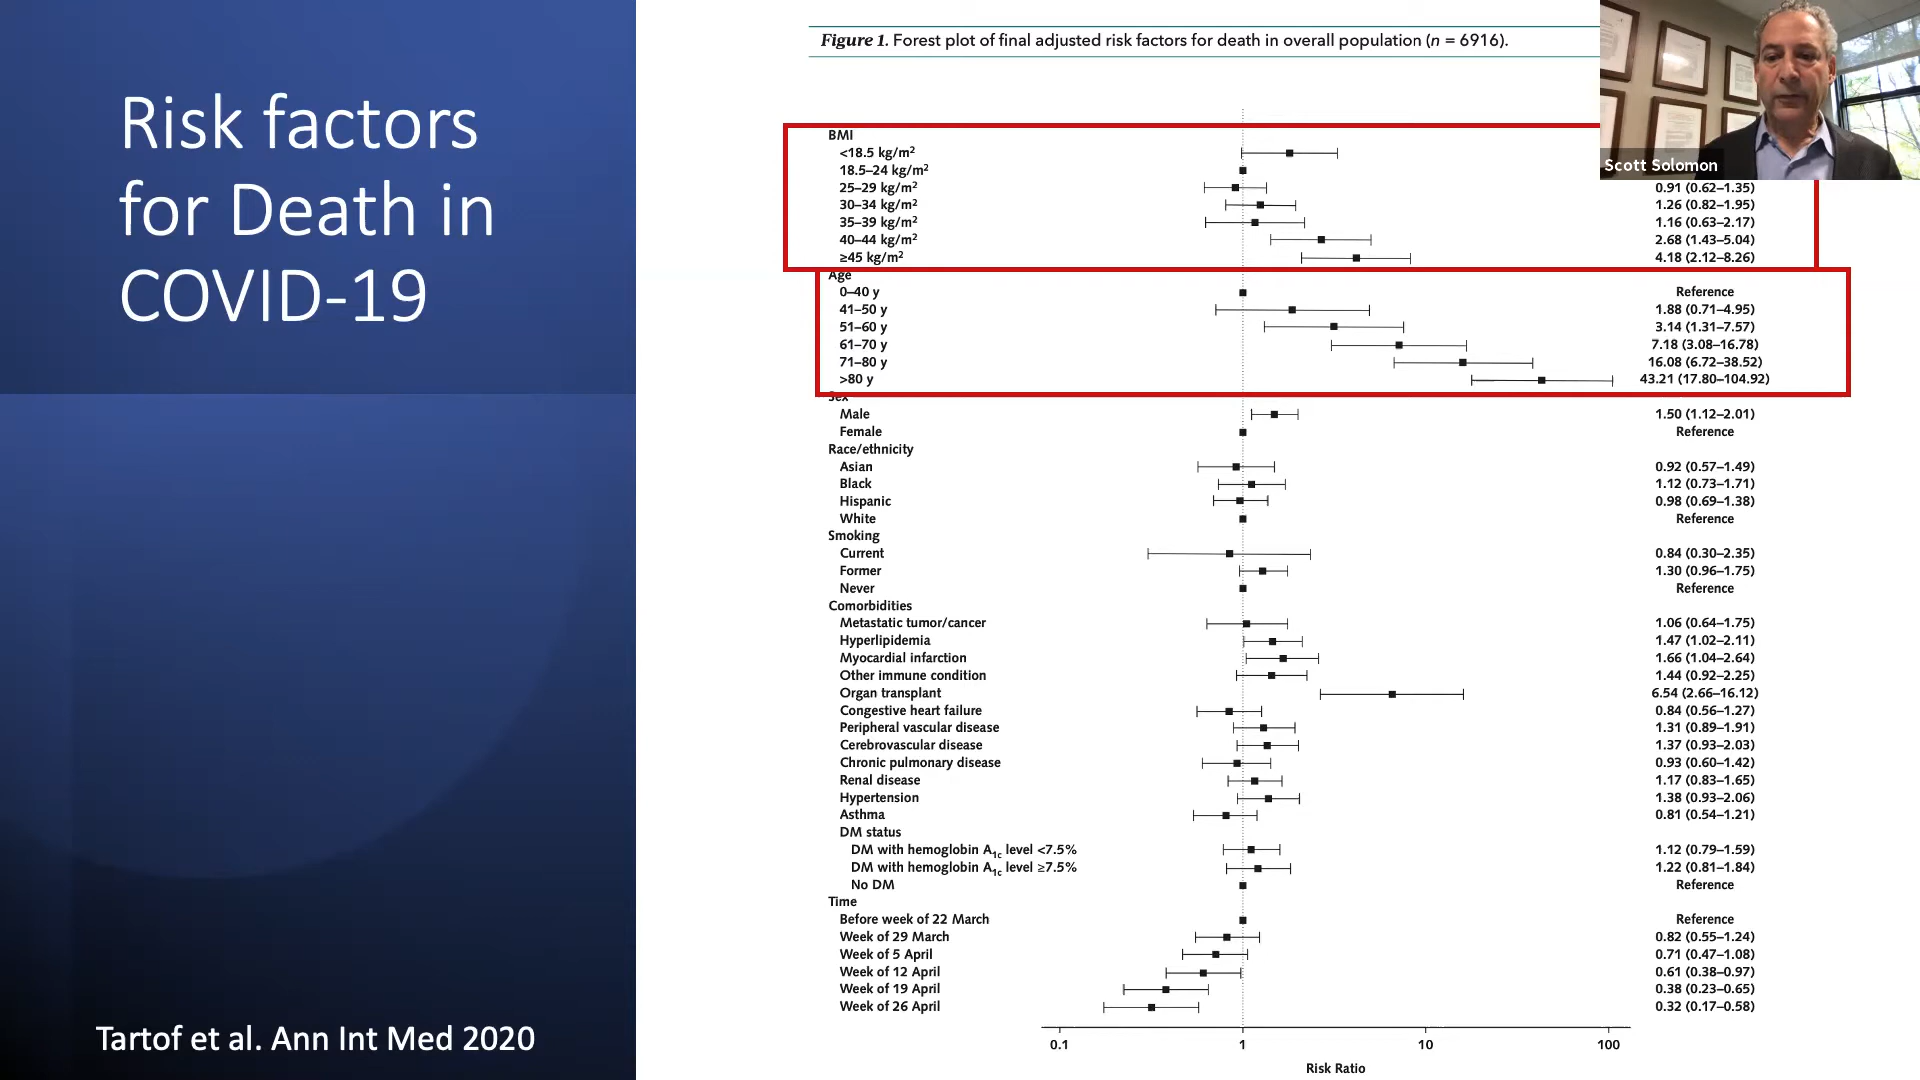 Risk factors
for Death in
COVID-19
Tartof et al. Ann Int Med 2020
Figure 1. Forest plot of final adjusted risk factors for death in overall population (n = 6916).
Scott Solomon
BMI
<18.5 kg/m²
18.5–24 kg/m²
25–29 kg/m² 0.91 (0.62–1.35)
30–34 kg/m² 1.26 (0.82–1.95)
35–39 kg/m² 1.16 (0.63–2.17)
40–44 kg/m² 2.68 (1.43–5.04)
≥45 kg/m² 4.18 (2.12–8.26)
Age
0–40 y Reference
41–50 y 1.88 (0.71–4.95)
51–60 y 3.14 (1.31–7.57)
61–70 y 7.18 (3.08–16.78)
71–80 y 16.08 (6.72–38.52)
>80 y 43.21 (17.80–104.92)
Sex
Male 1.50 (1.12–2.01)
Female Reference
Race/ethnicity
Asian 0.92 (0.57–1.49)
Black 1.12 (0.73–1.71)
Hispanic 0.98 (0.69–1.38)
White Reference
Smoking
Current 0.84 (0.30–2.35)
Former 1.30 (0.96–1.75)
Never Reference
Comorbidities
Metastatic tumor/cancer 1.06 (0.64–1.75)
Hyperlipidemia 1.47 (1.02–2.11)
Myocardial infarction 1.66 (1.04–2.64)
Other immune condition 1.44 (0.92–2.25)
Organ transplant 6.54 (2.66–16.12)
Congestive heart failure 0.84 (0.56–1.27)
Peripheral vascular disease 1.31 (0.89–1.91)
Cerebrovascular disease 1.37 (0.93–2.03)
Chronic pulmonary disease 0.93 (0.60–1.42)
Renal disease 1.17 (0.83–1.65)
Hypertension 1.38 (0.93–2.06)
Asthma 0.81 (0.54–1.21)
DM status
DM with hemoglobin A1c level <7.5% 1.12 (0.79–1.59)
DM with hemoglobin A1c level ≥7.5% 1.22 (0.81–1.84)
No DM Reference
Time
Before week of 22 March Reference
Week of 29 March 0.82 (0.55–1.24)
Week of 5 April 0.71 (0.47–1.08)
Week of 12 April 0.61 (0.38–0.97)
Week of 19 April 0.38 (0.23–0.65)
Week of 26 April 0.32 (0.17–0.58)
0.1 1 10 100
Risk Ratio